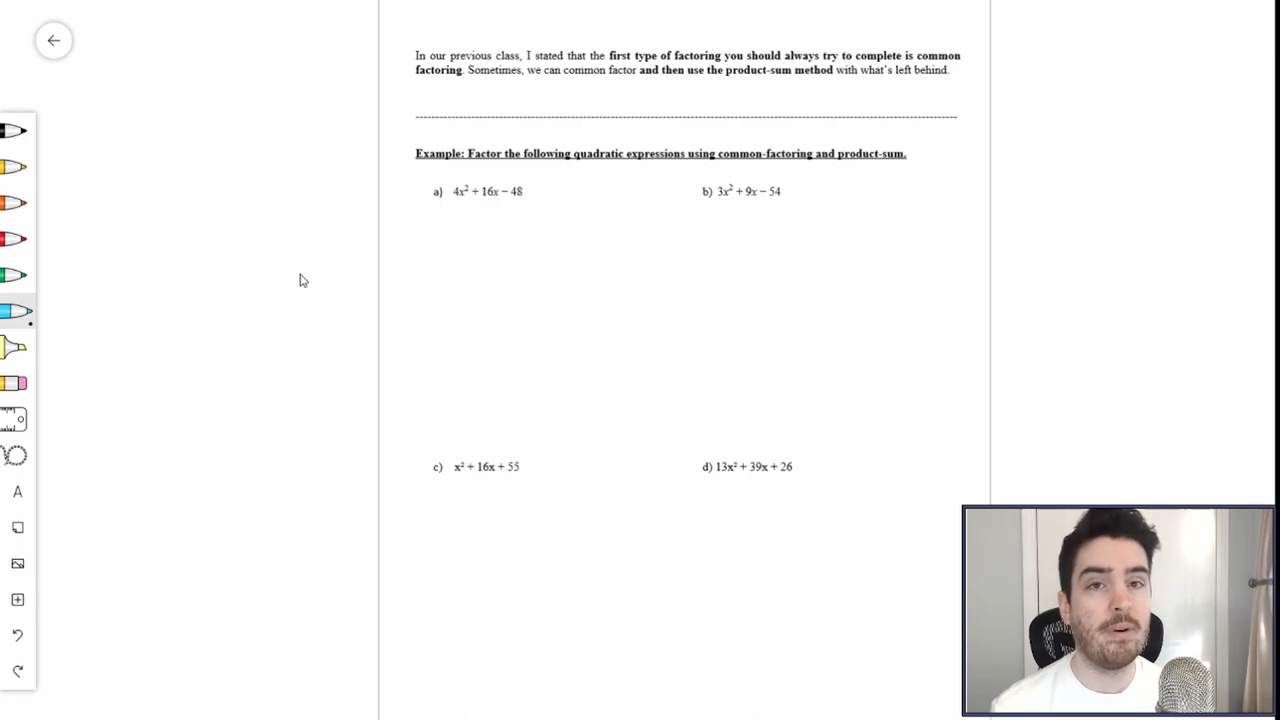 In our previous class, I stated that the first type of factoring you should always try to complete is common
factoring. Sometimes, we can common factor and then use the product-sum method with what's left behind.
Example: Factor the following quadratic expressions using common-factoring and product-sum.
a) 4x² + 16x – 48
b) 3x² + 9x – 54
c) x² + 16x + 55
d) 13x² + 39x + 26
A